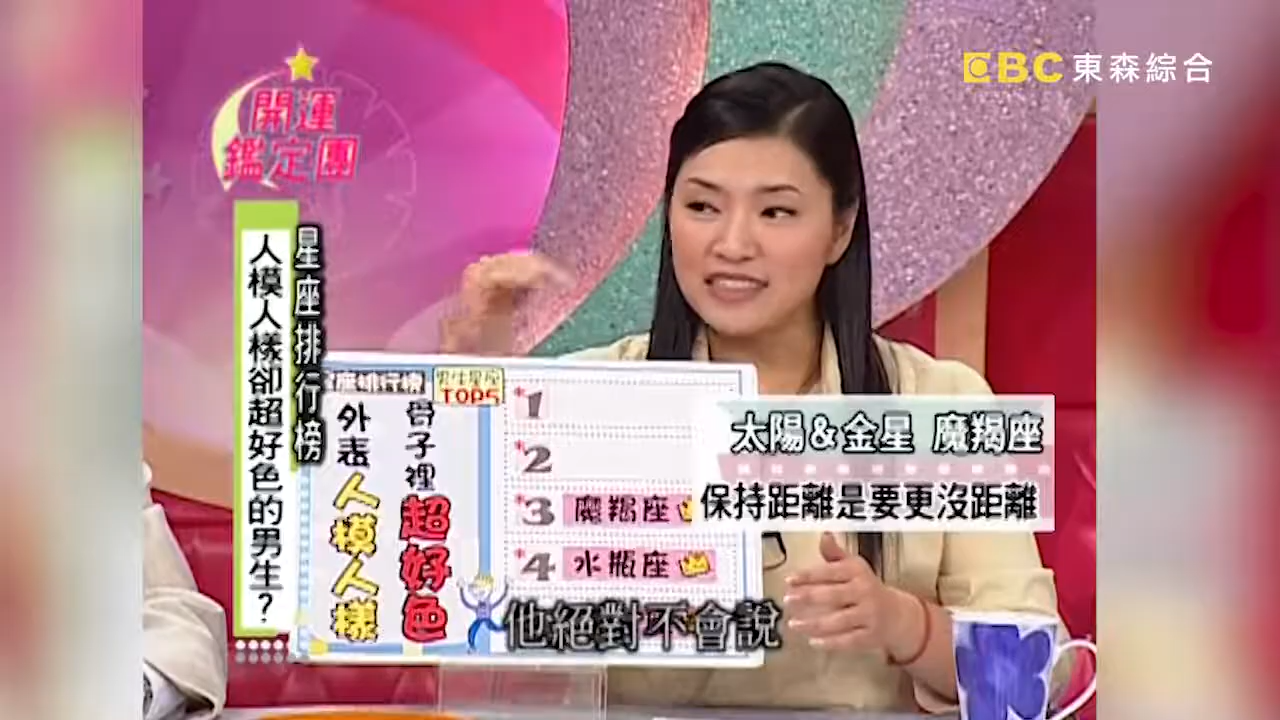 EBC 東森綜合
開運
鑑定團
星座排行榜
人模人樣卻超好色的男生?
座排行榜
男性星座
TOP5
外表人模人樣
骨子裡超好色
*1
*2
*3 魔羯座
*4 水瓶座
太陽&金星 魔羯座
保持距離是要更沒距離
他絕對不會說